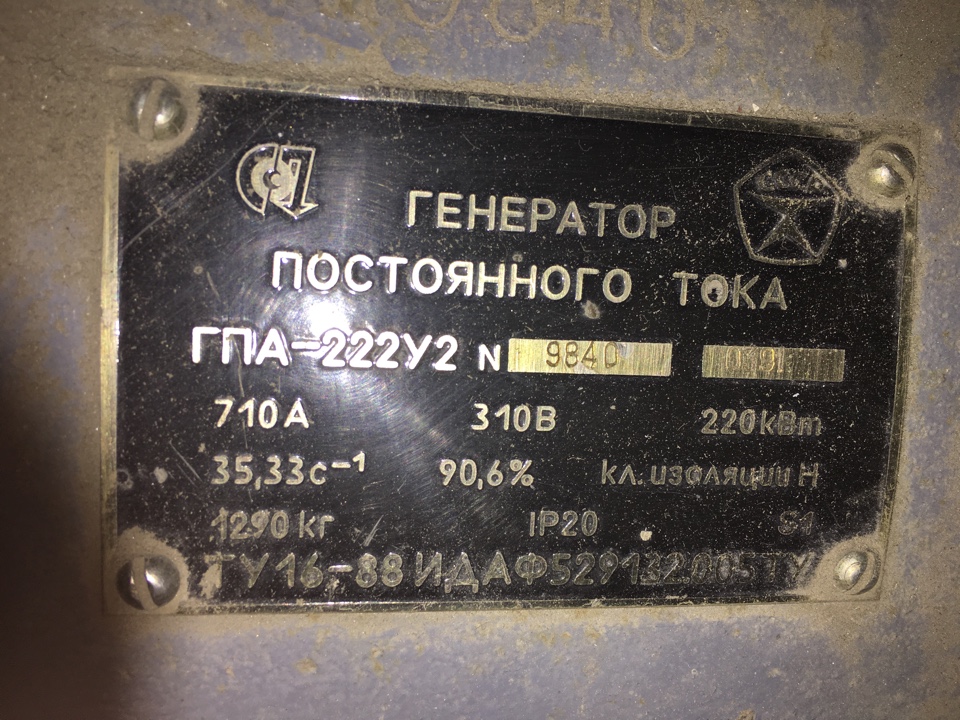 ГЕНЕРАТОР
ПОСТОЯННОГО ТОКА
ГПА-222У2 N 9840
710А 310В 220кВт
35,33с⁻¹ 90,6% кл. изоляции Н
1290 кг IP20 S1
ТУ16-88 ИДАФ529132005ТУ